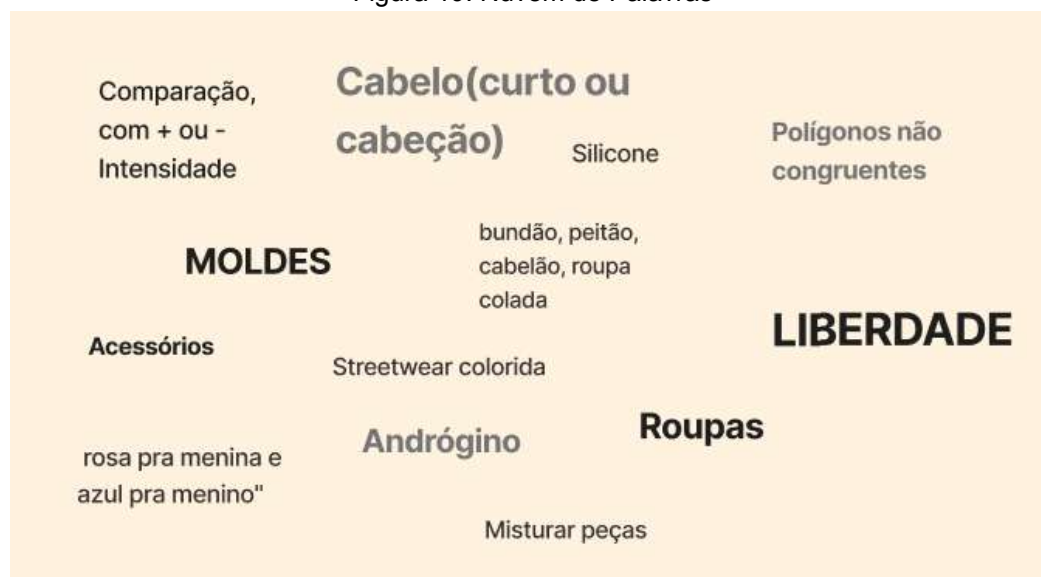 Comparação,
com + ou -
Intensidade
Cabelo(curto ou
cabeção)
Silicone
Polígonos não
congruentes
MOLDES
bundão, peitão,
cabelão, roupa
colada
LIBERDADE
Acessórios
Streetwear colorida
Andrógino
Roupas
rosa pra menina e
azul pra menino"
Misturar peças